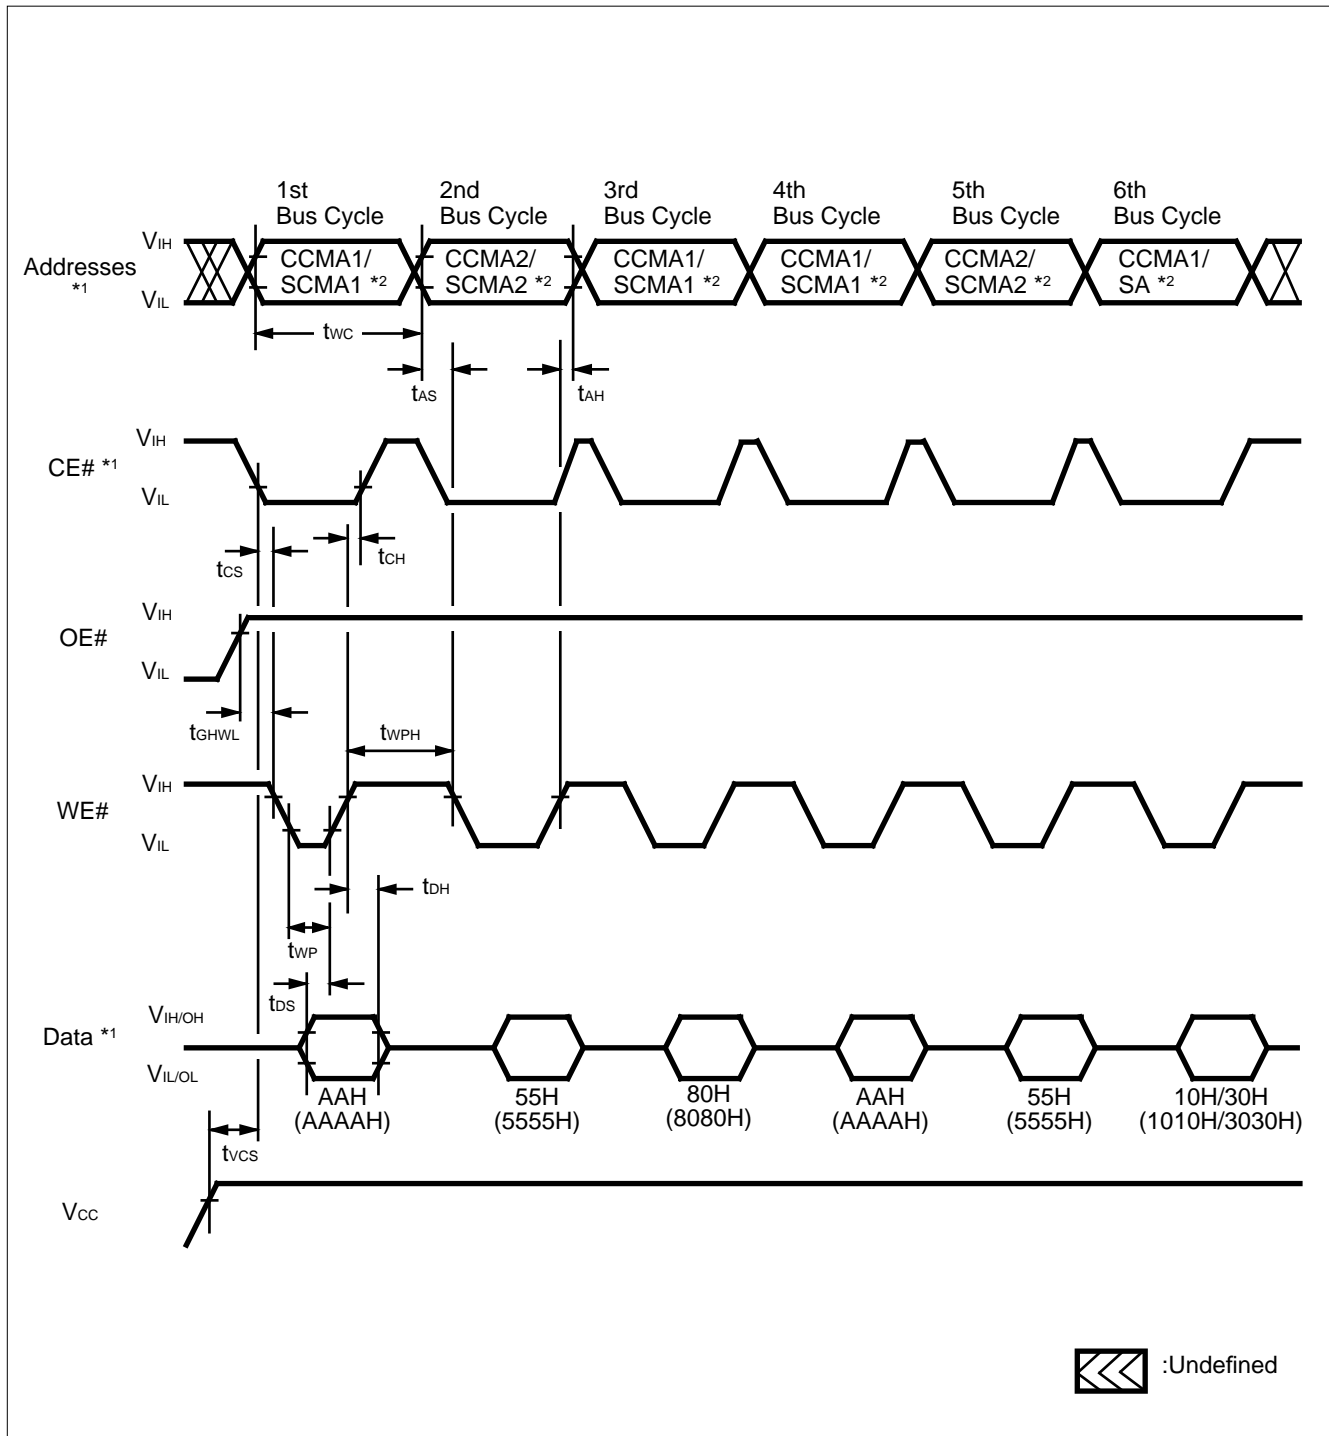 1st
Bus Cycle
2nd
Bus Cycle
3rd
Bus Cycle
4th
Bus Cycle
5th
Bus Cycle
6th
Bus Cycle
Addresses
*1
VIH
VIL
CCMA1/
SCMA1 *2
CCMA2/
SCMA2 *2
CCMA1/
SCMA1 *2
CCMA1/
SCMA1 *2
CCMA2/
SCMA2 *2
CCMA1/
SA *2
tWC
tAS
tAH
CE# *1
VIH
VIL
tCS
tCH
OE#
VIH
VIL
tGHWL
tWPH
WE#
VIH
VIL
tDH
tWP
tDS
Data *1
VIH/OH
VIL/OL
AAH
(AAAAH)
55H
(5555H)
80H
(8080H)
AAH
(AAAAH)
55H
(5555H)
10H/30H
(1010H/3030H)
tVCS
VCC
:Undefined